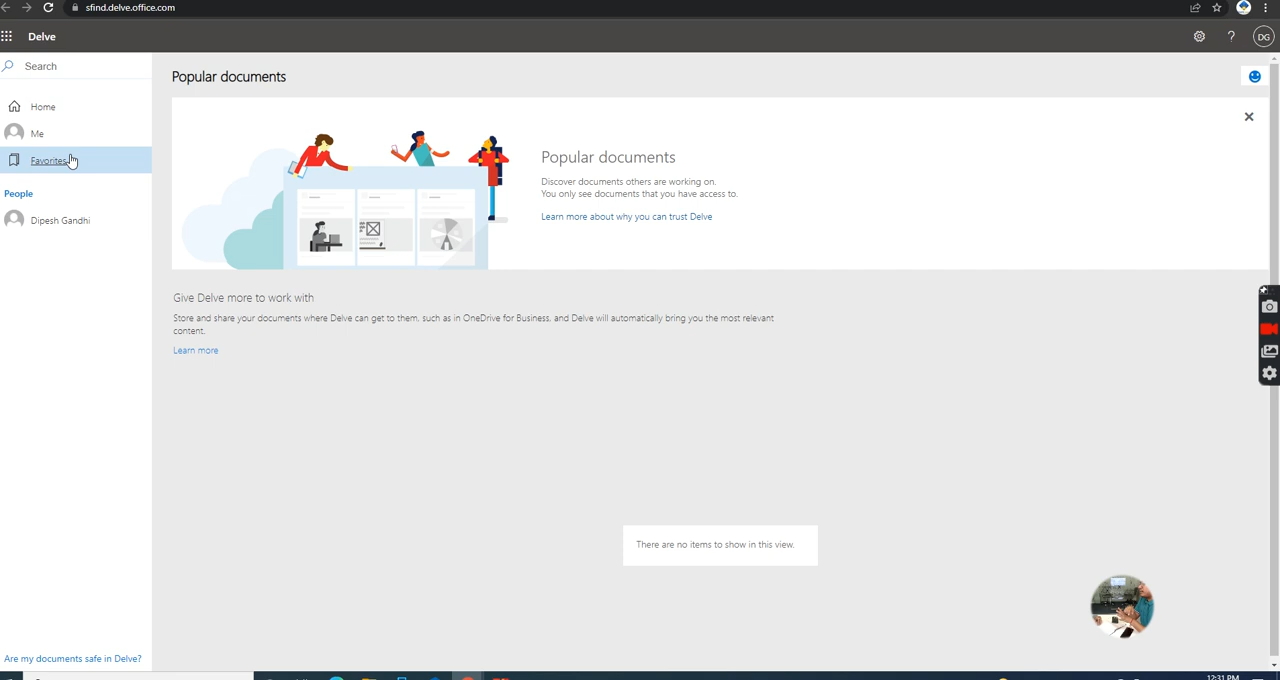 sfind.delve.office.com
Delve
DG
Search
Popular documents
Home
Me
Favorites
People
Dipesh Gandhi
Popular documents
Discover documents others are working on.
You only see documents that you have access to.
Learn more about why you can trust Delve
Give Delve more to work with
Store and share your documents where Delve can get to them, such as in OneDrive for Business, and Delve will automatically bring you the most relevant
content.
Learn more
There are no items to show in this view.
Are my documents safe in Delve?
12:31 PM